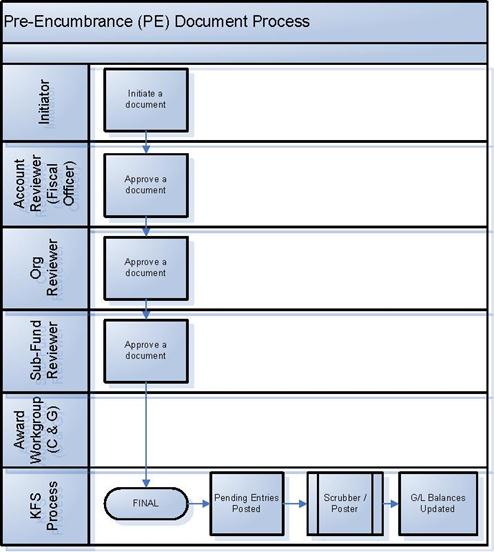 Pre-Encumbrance (PE) Document Process
Initiator
Initiate a
document
Account
Reviewer
(Fiscal
Officer)
Approve a
document
Org
Reviewer
Approve a
document
Sub-Fund
Reviewer
Approve a
document
Award
Workgroup
(C & G)
KFS
Process
FINAL
Pending Entries
Posted
Scrubber /
Poster
G/L Balances
Updated